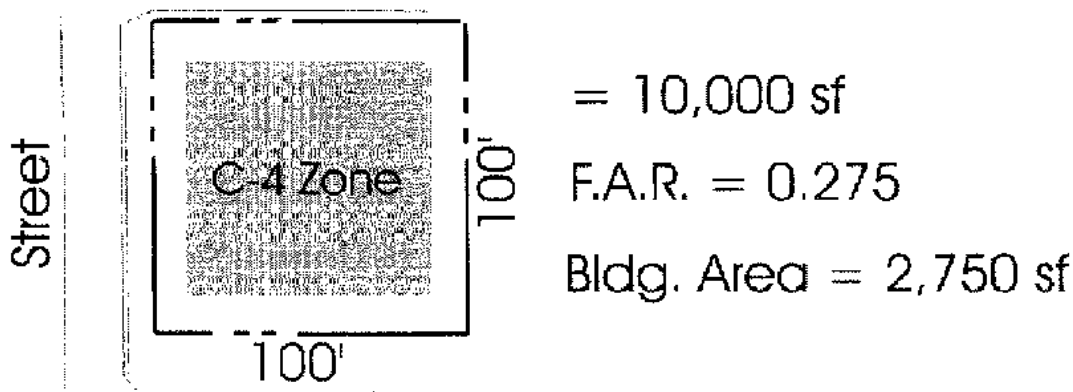 Street
C-4 Zone
100'
100'
= 10,000 sf
F.A.R. = 0.275
Bldg. Area = 2,750 sf